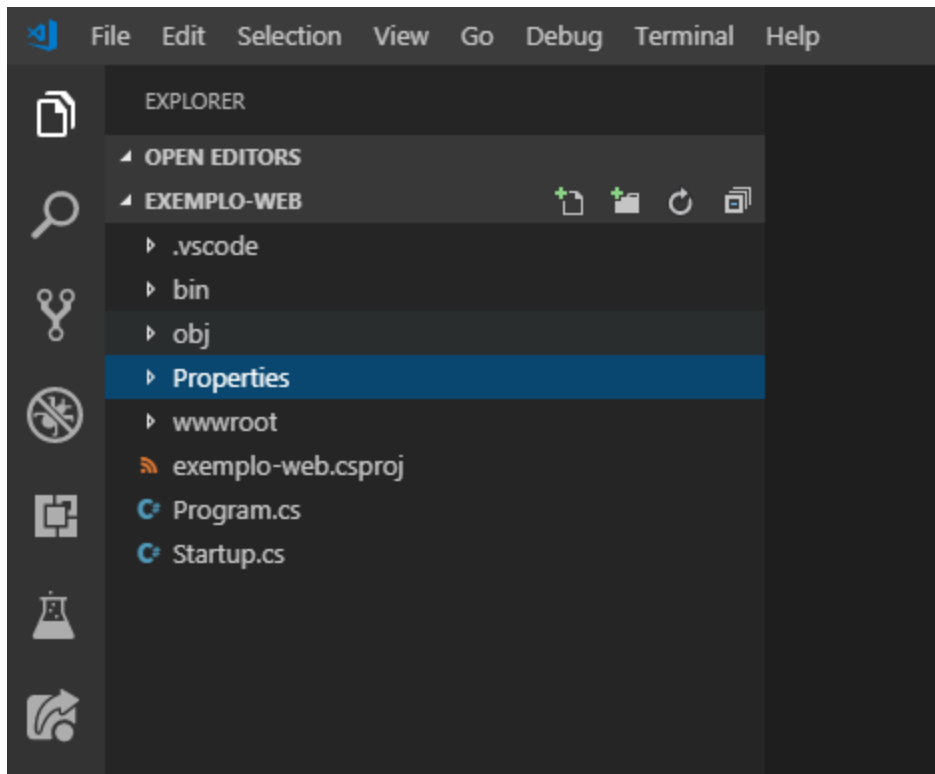 File Edit Selection View Go Debug Terminal Help
EXPLORER
OPEN EDITORS
EXEMPLO-WEB
.vscode
bin
obj
Properties
wwwroot
exemplo-web.csproj
C# Program.cs
C# Startup.cs